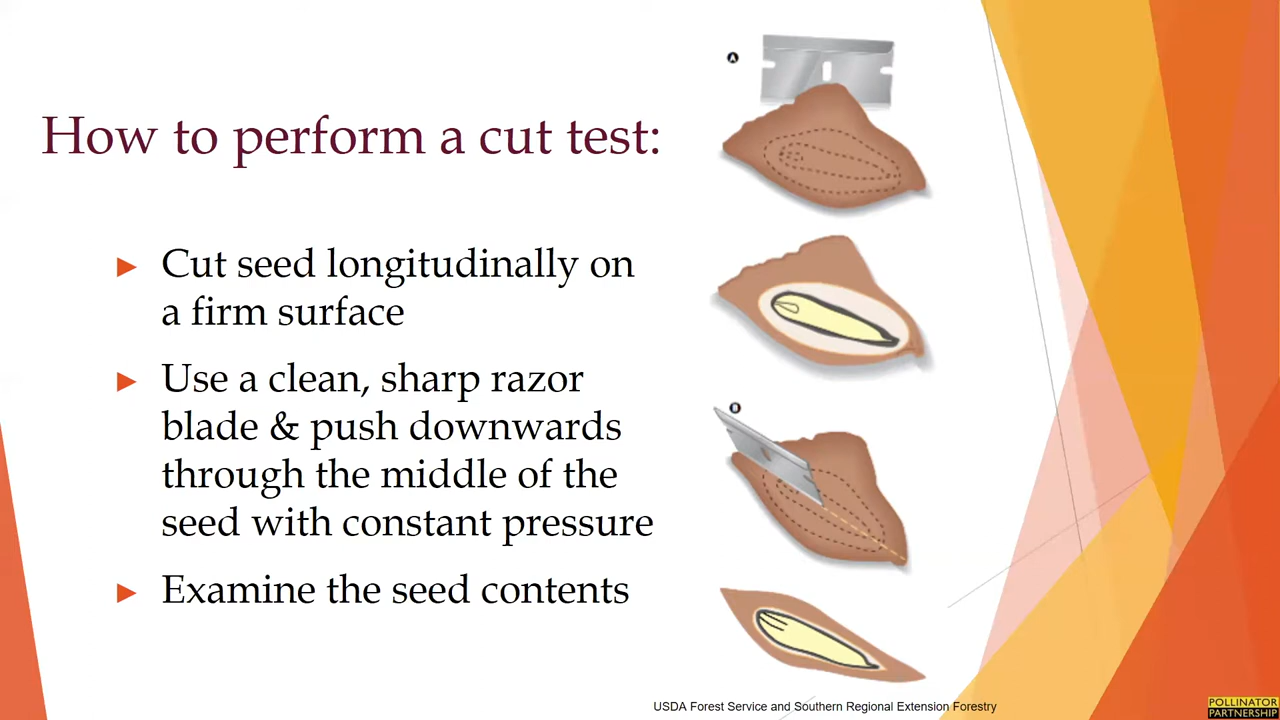 How to perform a cut test:
► Cut seed longitudinally on
a firm surface
► Use a clean, sharp razor
blade & push downwards
through the middle of the
seed with constant pressure
► Examine the seed contents
A
B
USDA Forest Service and Southern Regional Extension Forestry
POLLINATOR
PARTNERSHIP